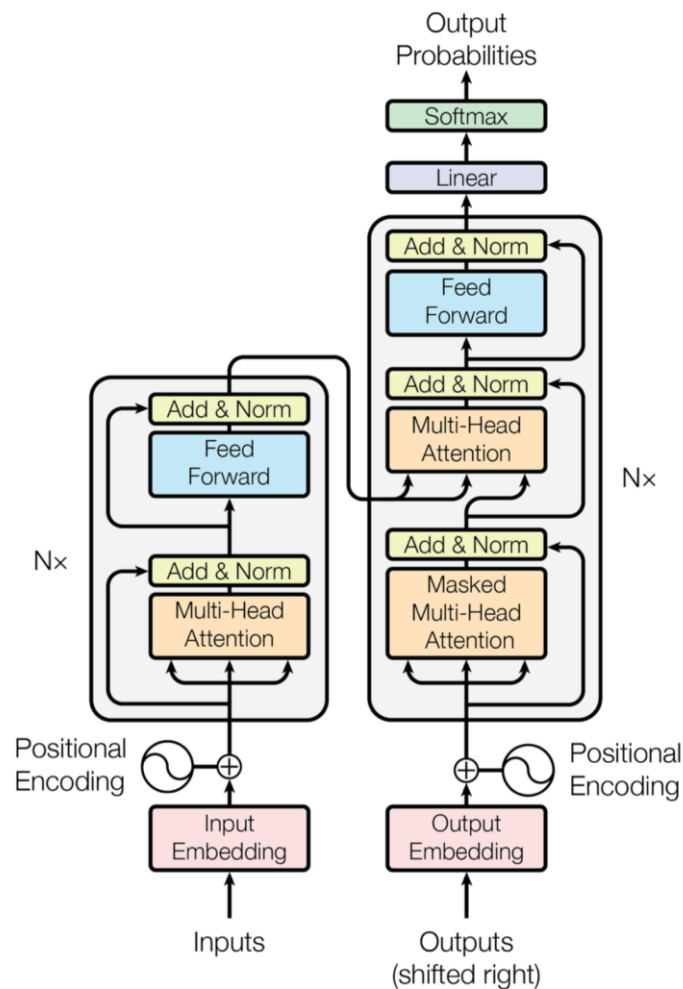 Output
Probabilities
Softmax
Linear
Add & Norm
Feed
Forward
Add & Norm
Multi-Head
Attention
Add & Norm
Masked
Multi-Head
Attention
N×
Add & Norm
Feed
Forward
Add & Norm
Multi-Head
Attention
N×
Positional
Encoding
Positional
Encoding
Input
Embedding
Output
Embedding
Inputs
Outputs
(shifted right)